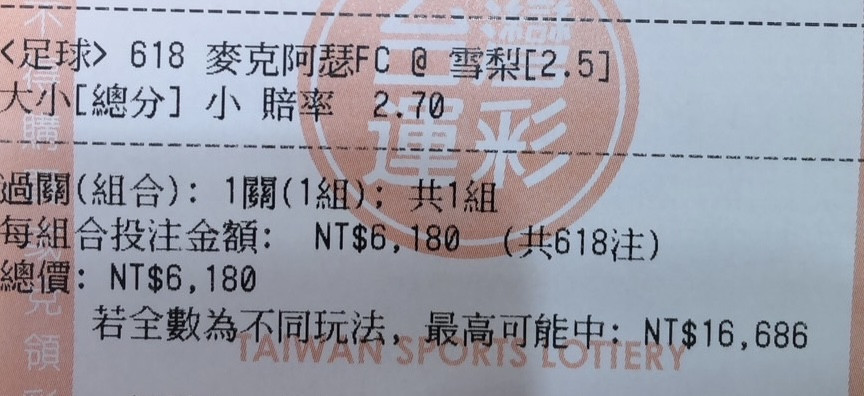 <足球> 618 麥克阿瑟FC @ 雪梨[2.5]
大小[總分] 小 賠率 2.70
過關(組合): 1關(1組); 共1組
每組合投注金額: NT$6,180 (共618注)
總價: NT$6,180
若全數為不同玩法, 最高可能中: NT$16,686
台灣運彩
TAIWAN SPORTS LOTTERY
不得購
領